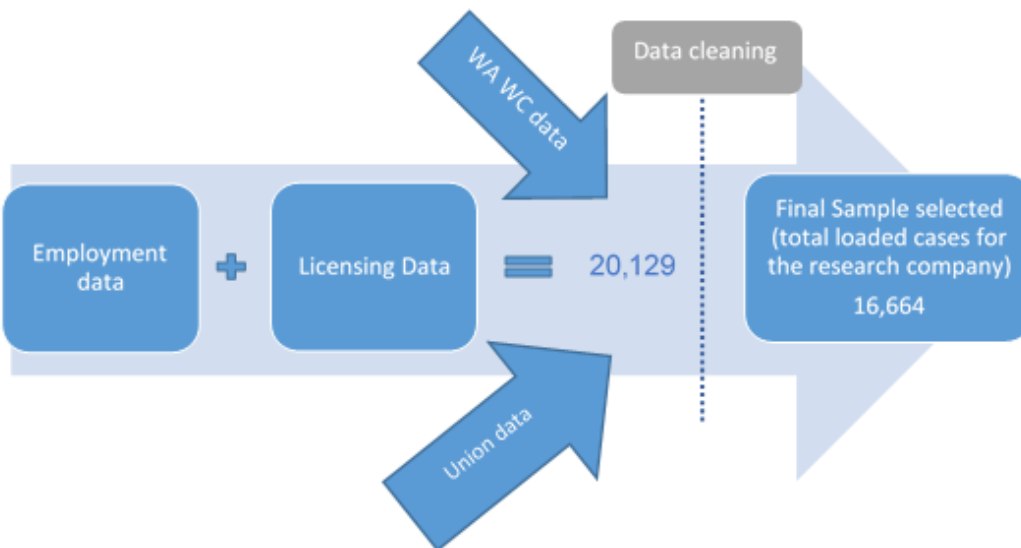 WA WC data
Data cleaning
Employment
data
+
Licensing Data
=
20,129
Final Sample selected
(total loaded cases for
the research company)
16,664
Union data